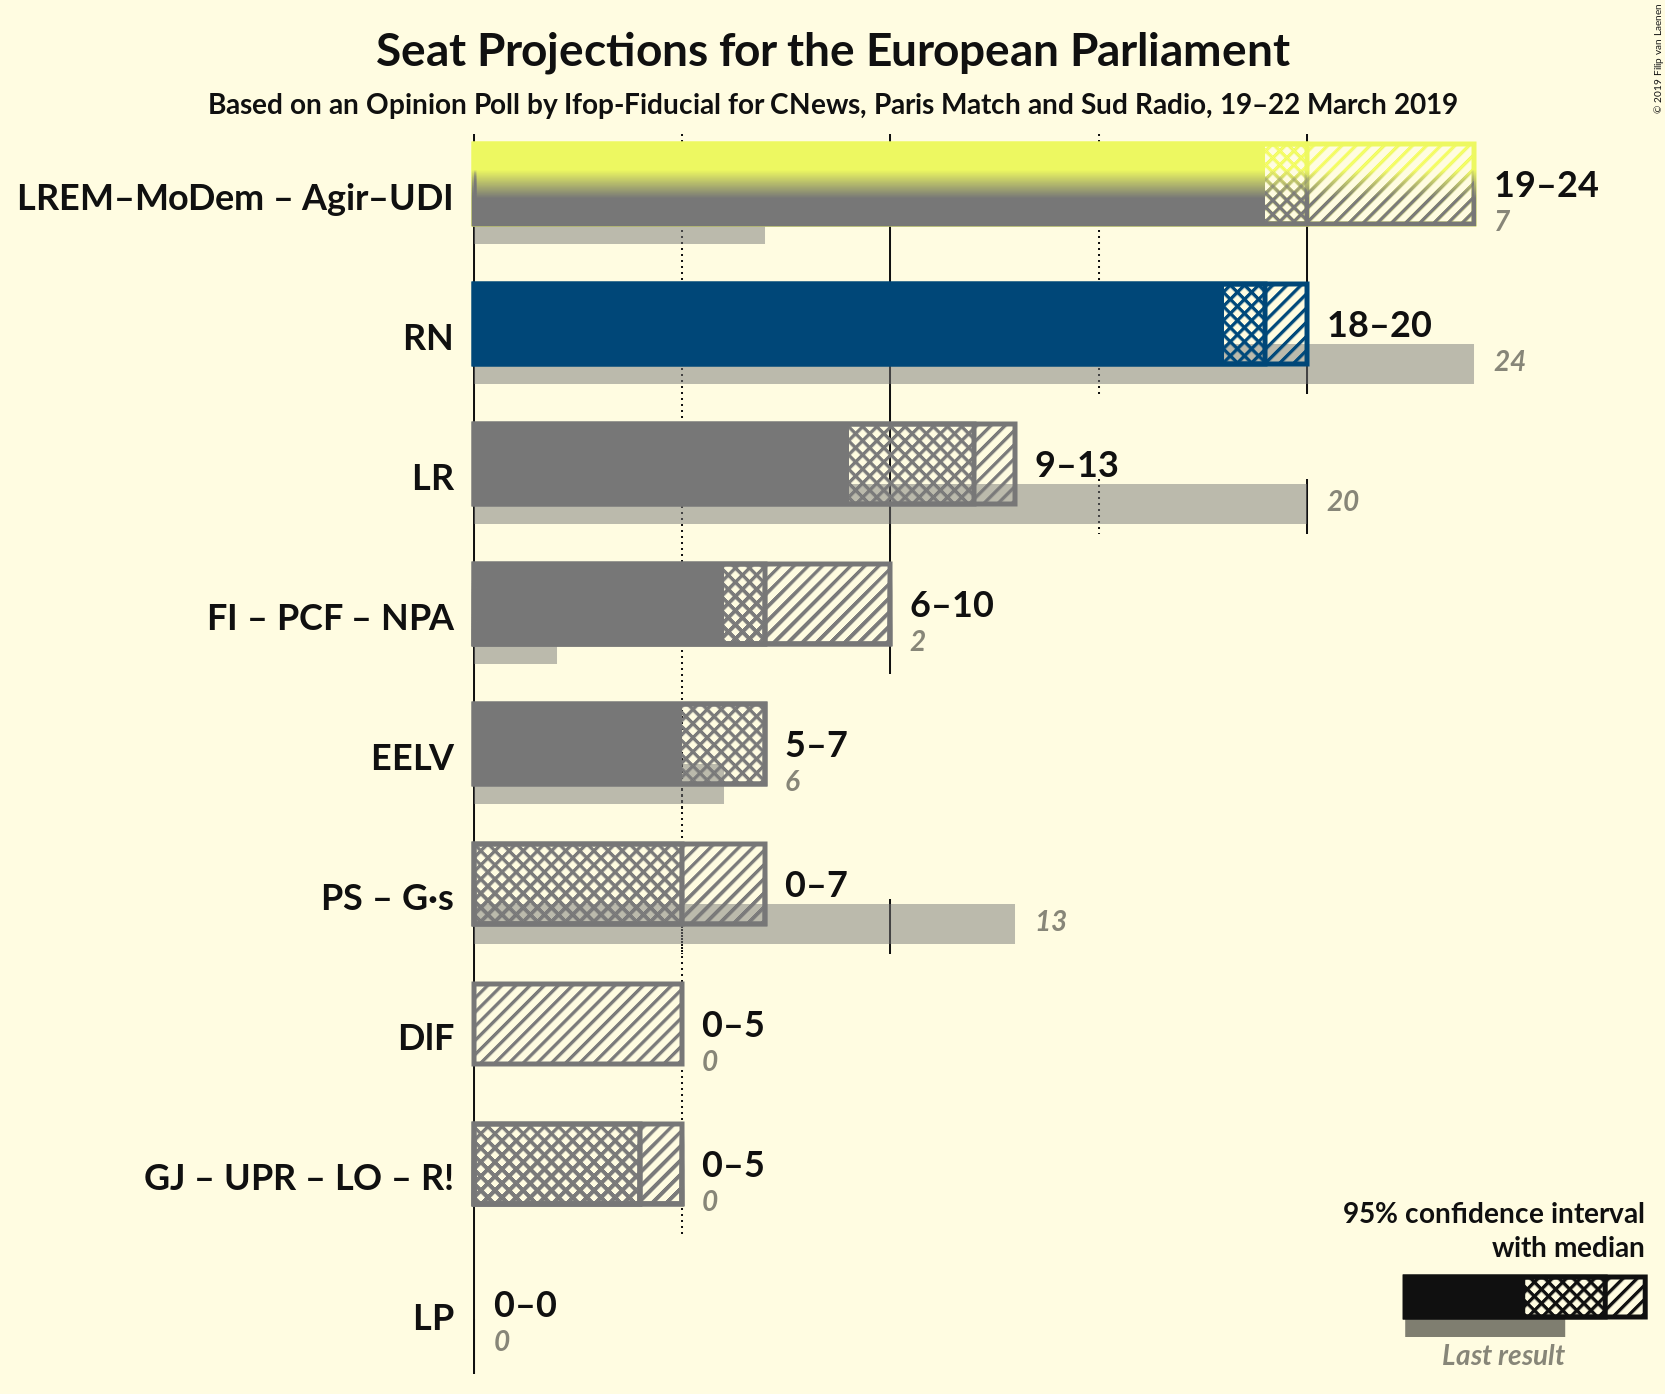 Seat Projections for the European Parliament
Based on an Opinion Poll by Ifop-Fiducial for CNews, Paris Match and Sud Radio, 19–22 March 2019
© 2019 Filip van Laenen
LREM–MoDem – Agir–UDI
19–24
7
RN
18–20
24
LR
9–13
20
FI – PCF – NPA
6–10
2
EELV
5–7
6
PS – G·s
0–7
13
DlF
0–5
0
GJ – UPR – LO – R!
0–5
0
LP
0–0
0
95% confidence interval
with median
Last result